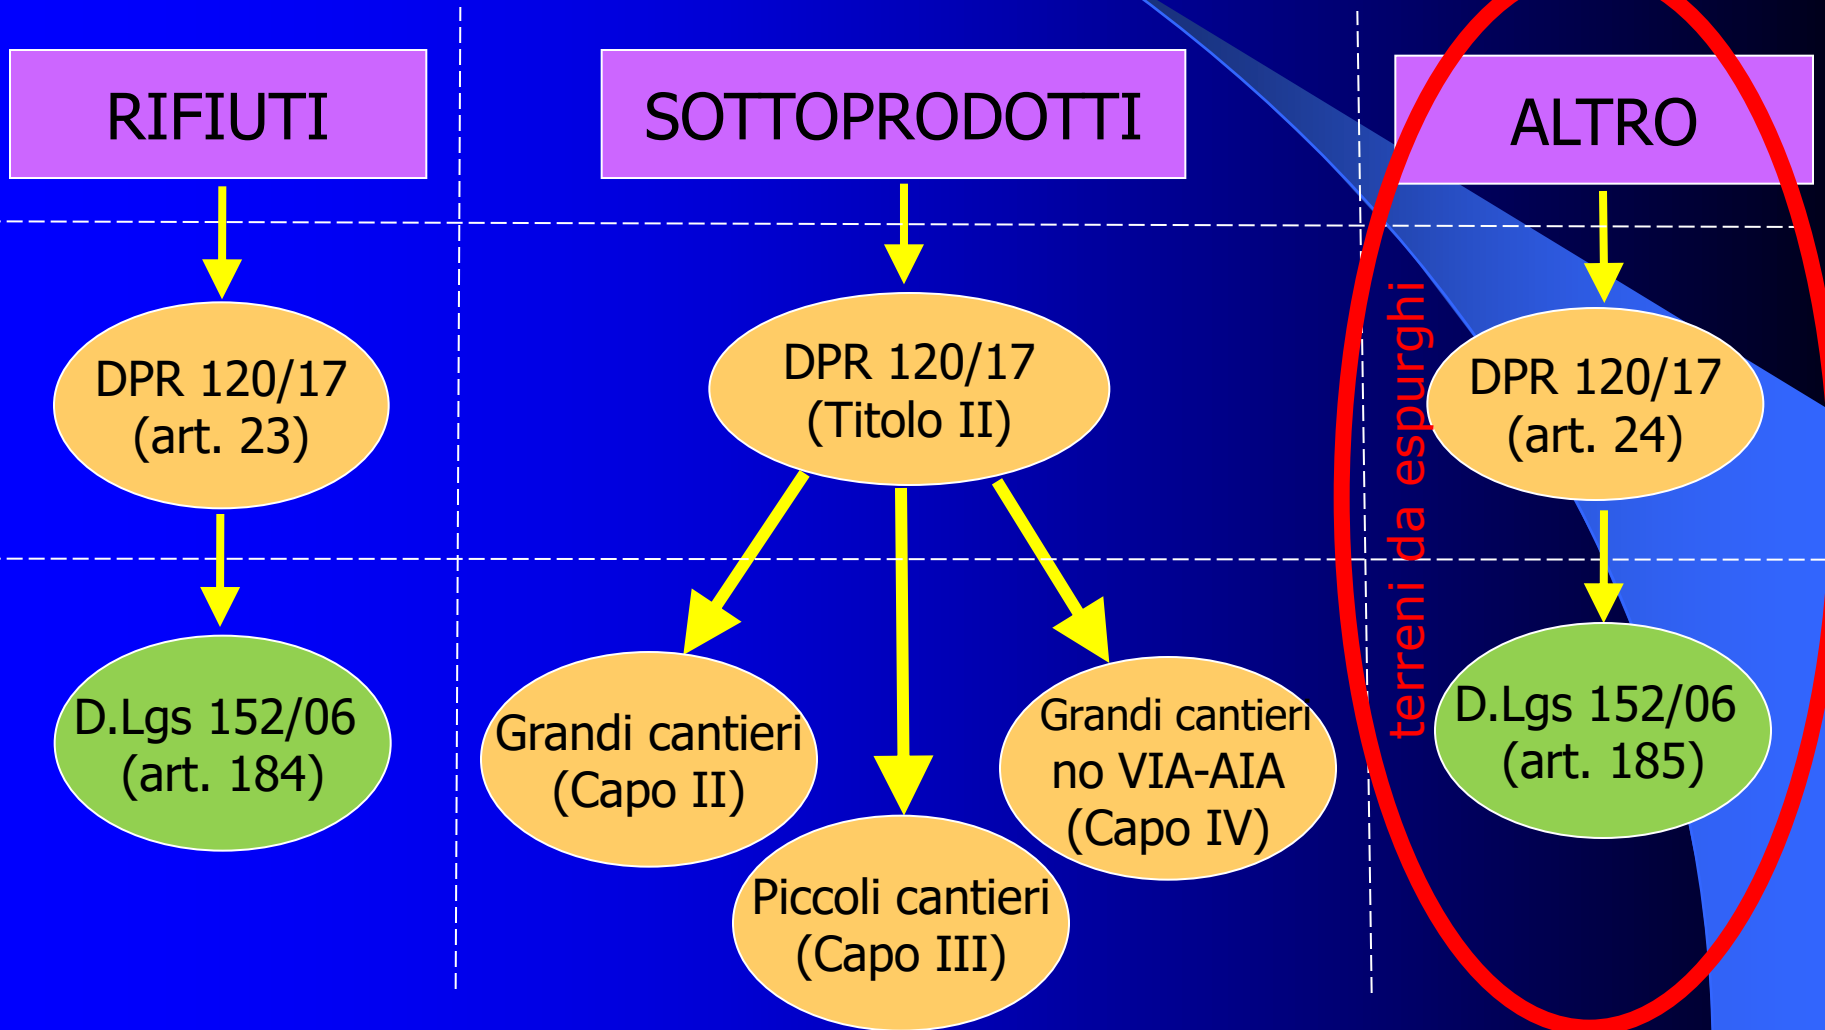 RIFIUTI
SOTTOPRODOTTI
ALTRO
DPR 120/17
(art. 23)
DPR 120/17
(Titolo II)
terreni da espurghi
DPR 120/17
(art. 24)
D.Lgs 152/06
(art. 184)
Grandi cantieri
(Capo II)
Piccoli cantieri
(Capo III)
Grandi cantieri
no VIA-AIA
(Capo IV)
D.Lgs 152/06
(art. 185)